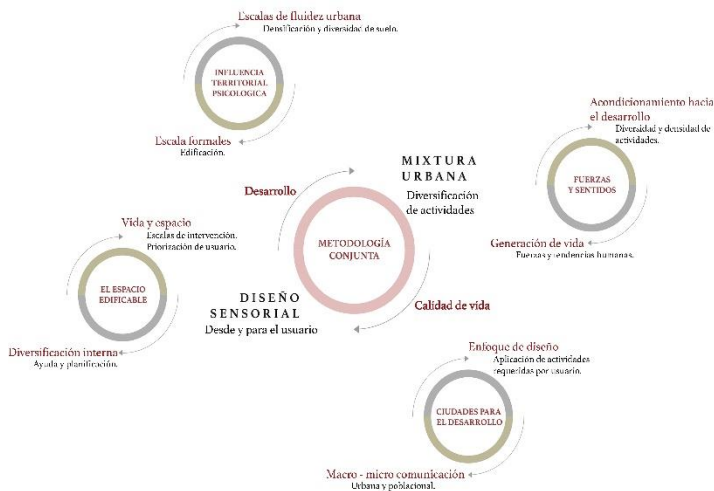 Escalas de fluidez urbana
Densificación y diversidad de suelo.
INFLUENCIA
TERRITORIAL
PSICOLOGICA
Escala formales
Edificación.
Acondicionamiento hacia
el desarrollo
Diversidad y densidad de
actividades.
FUERZAS
Y SENTIDOS
Generación de vida
Fuerzas y tendencias humanas.
MIXTURA
URBANA
Diversificación
de actividades
Desarrollo
METODOLOGÍA
CONJUNTA
DISEÑO
SENSORIAL
Desde y para el usuario
Calidad de vida
Vida y espacio
Escalas de intervención.
Priorización de usuario.
EL ESPACIO
EDIFICABLE
Diversificación interna
Ayuda y planificación.
Enfoque de diseño
Aplicación de actividades
requeridas por usuario.
CIUDADES PARA
EL DESARROLLO
Macro - micro comunicación
Urbana y poblacional.